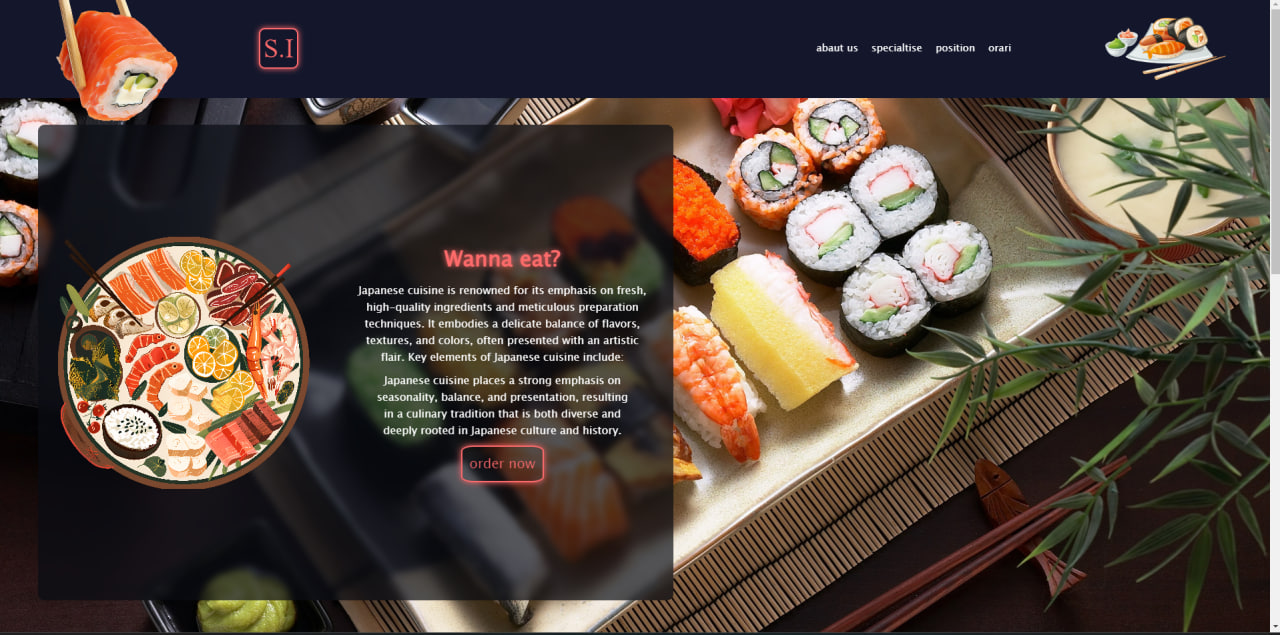 S.I
abaut us specialtise position orari
Wanna eat?
Japanese cuisine is renowned for its emphasis on fresh,
high-quality ingredients and meticulous preparation
techniques. It embodies a delicate balance of flavors,
textures, and colors, often presented with an artistic
flair. Key elements of Japanese cuisine include:
Japanese cuisine places a strong emphasis on
seasonality, balance, and presentation, resulting
in a culinary tradition that is both diverse and
deeply rooted in Japanese culture and history.
order now